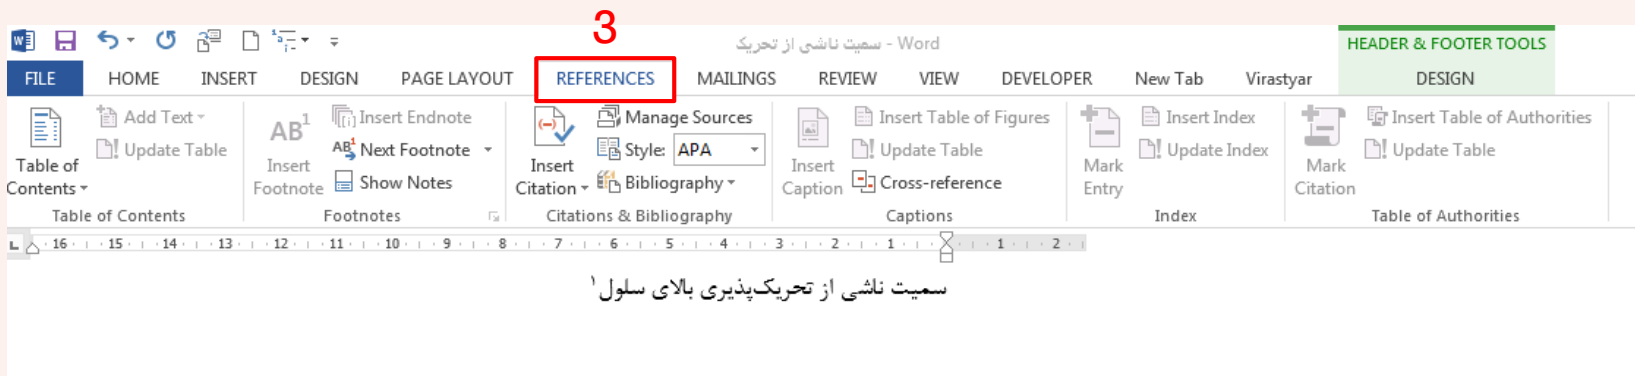 3
سمیت ناشی از تحریک - Word
HEADER & FOOTER TOOLS
FILE HOME INSERT DESIGN PAGE LAYOUT REFERENCES MAILINGS REVIEW VIEW DEVELOPER New Tab Virastyar DESIGN
Table of Contents
Add Text
Update Table
Table of Contents
AB1
Insert Footnote
Insert Endnote
AB1 Next Footnote
Show Notes
Footnotes
Insert Citation
Manage Sources
Style: APA
Bibliography
Citations & Bibliography
Insert Caption
Insert Table of Figures
Update Table
Cross-reference
Captions
Mark Entry
Insert Index
Update Index
Index
Mark Citation
Insert Table of Authorities
Update Table
Table of Authorities
16 15 14 13 12 11 10 9 8 7 6 5 4 3 2 1 1 2
سمیت ناشی از تحریک‌پذیری بالای سلول۱